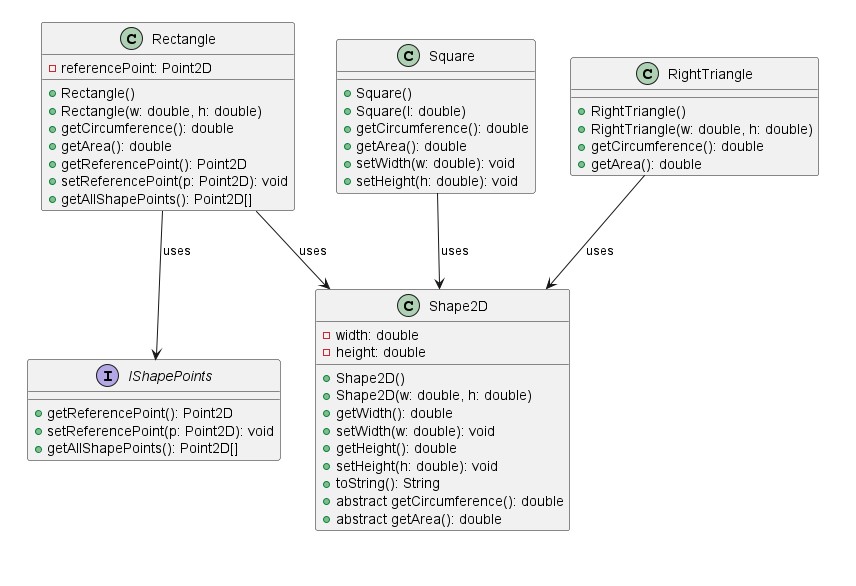 C Rectangle
referencePoint: Point2D
Rectangle()
Rectangle(w: double, h: double)
getCircumference(): double
getArea(): double
getReferencePoint(): Point2D
setReferencePoint(p: Point2D): void
getAllShapePoints(): Point2D[]
C Square
Square()
Square(l: double)
getCircumference(): double
getArea(): double
setWidth(w: double): void
setHeight(h: double): void
C RightTriangle
RightTriangle()
RightTriangle(w: double, h: double)
getCircumference(): double
getArea(): double
uses
uses
uses
uses
I IShapePoints
getReferencePoint(): Point2D
setReferencePoint(p: Point2D): void
getAllShapePoints(): Point2D[]
C Shape2D
width: double
height: double
Shape2D()
Shape2D(w: double, h: double)
getWidth(): double
setWidth(w: double): void
getHeight(): double
setHeight(h: double): void
toString(): String
abstract getCircumference(): double
abstract getArea(): double